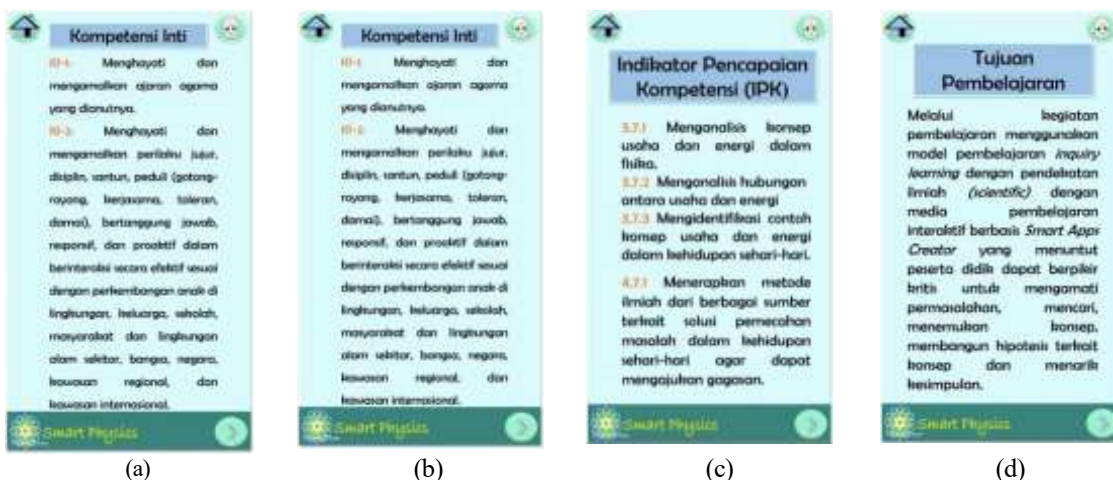 Kompetensi Inti
KI-1: Menghayati dan
mengamalkan ajaran agama
yang dianutnya.
KI-2: Menghayati dan
mengamalkan perilaku jujur,
disiplin, santun, peduli (gotong-
royong, kerjasama, toleran,
damai), bertanggung jawab,
responsif, dan proaktif dalam
berinteraksi secara efektif sesuai
dengan perkembangan anak di
lingkungan, keluarga, sekolah,
masyarakat dan lingkungan
alam sekitar, bangsa, negara,
kawasan regional, dan
kawasan internasional.
Smart Physics
(a)
Kompetensi Inti
KI-1: Menghayati dan
mengamalkan ajaran agama
yang dianutnya.
KI-2: Menghayati dan
mengamalkan perilaku jujur,
disiplin, santun, peduli (gotong-
royong, kerjasama, toleran,
damai), bertanggung jawab,
responsif, dan proaktif dalam
berinteraksi secara efektif sesuai
dengan perkembangan anak di
lingkungan, keluarga, sekolah,
masyarakat dan lingkungan
alam sekitar, bangsa, negara,
kawasan regional, dan
kawasan internasional.
Smart Physics
(b)
Indikator Pencapaian
Kompetensi (IPK)
3.7.1 Menganalisis konsep
usaha dan energi dalam
fisika.
3.7.2 Menganalisis hubungan
antara usaha dan energi
3.7.3 Mengidentifikasi contoh
konsep usaha dan energi
dalam kehidupan sehari-hari.
4.7.1 Menerapkan metode
ilmiah dari berbagai sumber
terkait solusi pemecahan
masalah dalam kehidupan
sehari-hari agar dapat
mengajukan gagasan.
Smart Physics
(c)
Tujuan
Pembelajaran
Melalui kegiatan
pembelajaran menggunakan
model pembelajaran inquiry
learning dengan pendekatan
ilmiah (scientific) dengan
media pembelajaran
interaktif berbasis Smart Apps
Creator yang menuntut
peserta didik dapat berpikir
kritis untuk mengamati
permasalahan, mencari,
menemukan konsep,
membangun hipotesis terkait
konsep dan menarik
kesimpulan.
Smart Physics
(d)